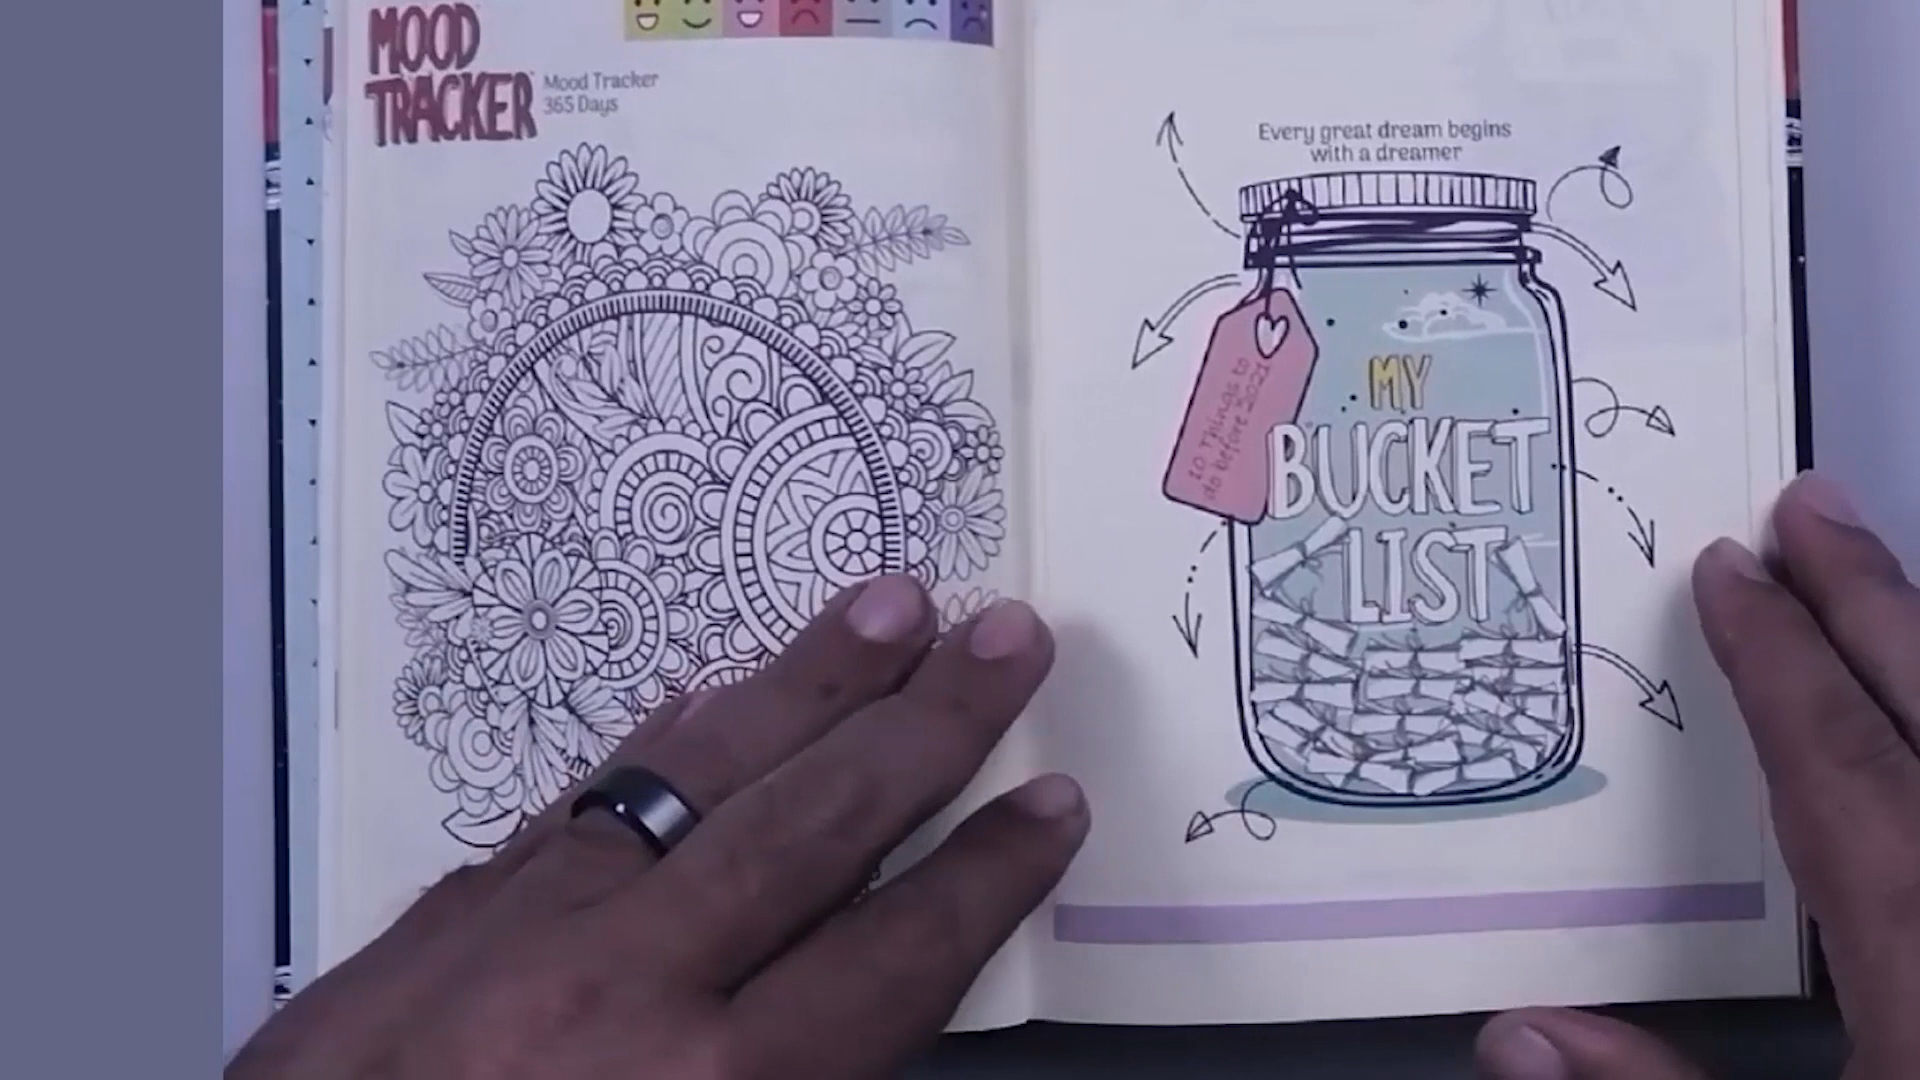 MOOD
TRACKER
Mood Tracker
365 Days
Every great dream begins
with a dreamer
10 Things to
do before 2021
MY
BUCKET
LIST